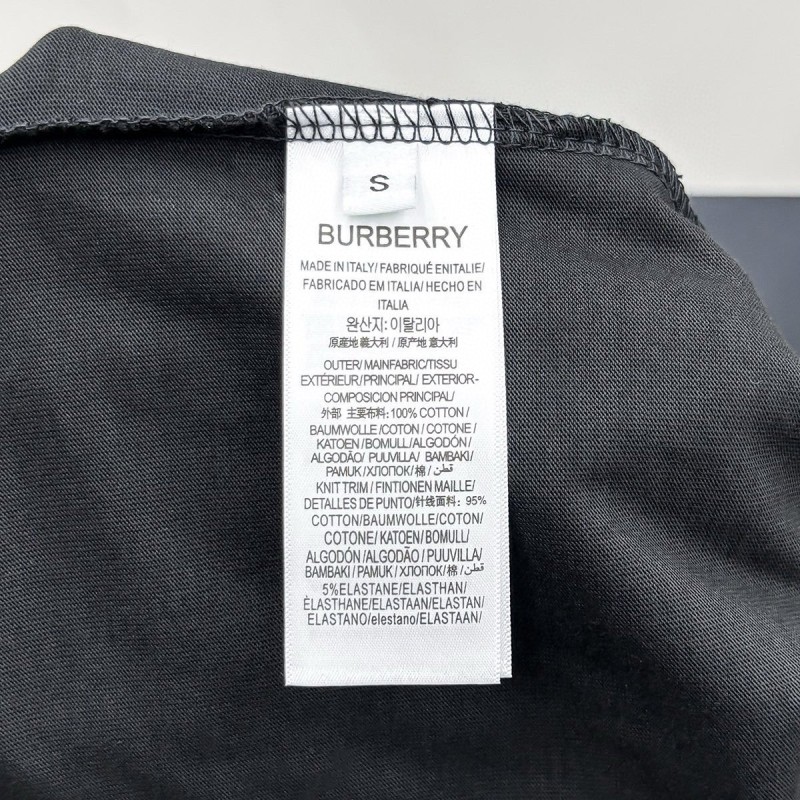 S
BURBERRY
MADE IN ITALY/ FABRIQUÉ ENITALIE/
FABRICADO EM ITALIA/ HECHO EN
ITALIA
완산지: 이탈리아
原産地 義大利 / 原产地 意大利
OUTER/ MAINFABRIC/TISSU
EXTÉRIEUR/PRINCIPAL/ EXTERIOR-
COMPOSICION PRINCIPAL/
外部 主要布料: 100% COTTON/
BAUMWOLLE /COTON / COTONE /
KATOEN/ BOMULL/ ALGODÓN/
ALGODÃO/ PUUVILLA/ BAMBAKI/
PAMUK /ХЛОПОК/ 棉 / قطن /
KNIT TRIM / FINTIONEN MAILLE/
DETALLES DE PUNTO/针线面料: 95%
COTTON/BAUMWOLLE/COTON/
COTONE/ KATOEN/ BOMULL/
ALGODÓN /ALGODÃO / PUUVILLA/
BAMBAKI / PAMUK / ХЛОПОК/ 棉 / قطن/
5%ELASTANE/ELASTHAN/
ÉLASTHANE/ELASTAAN/ELASTAN/
ELASTANO/elestano/ELASTAAN/